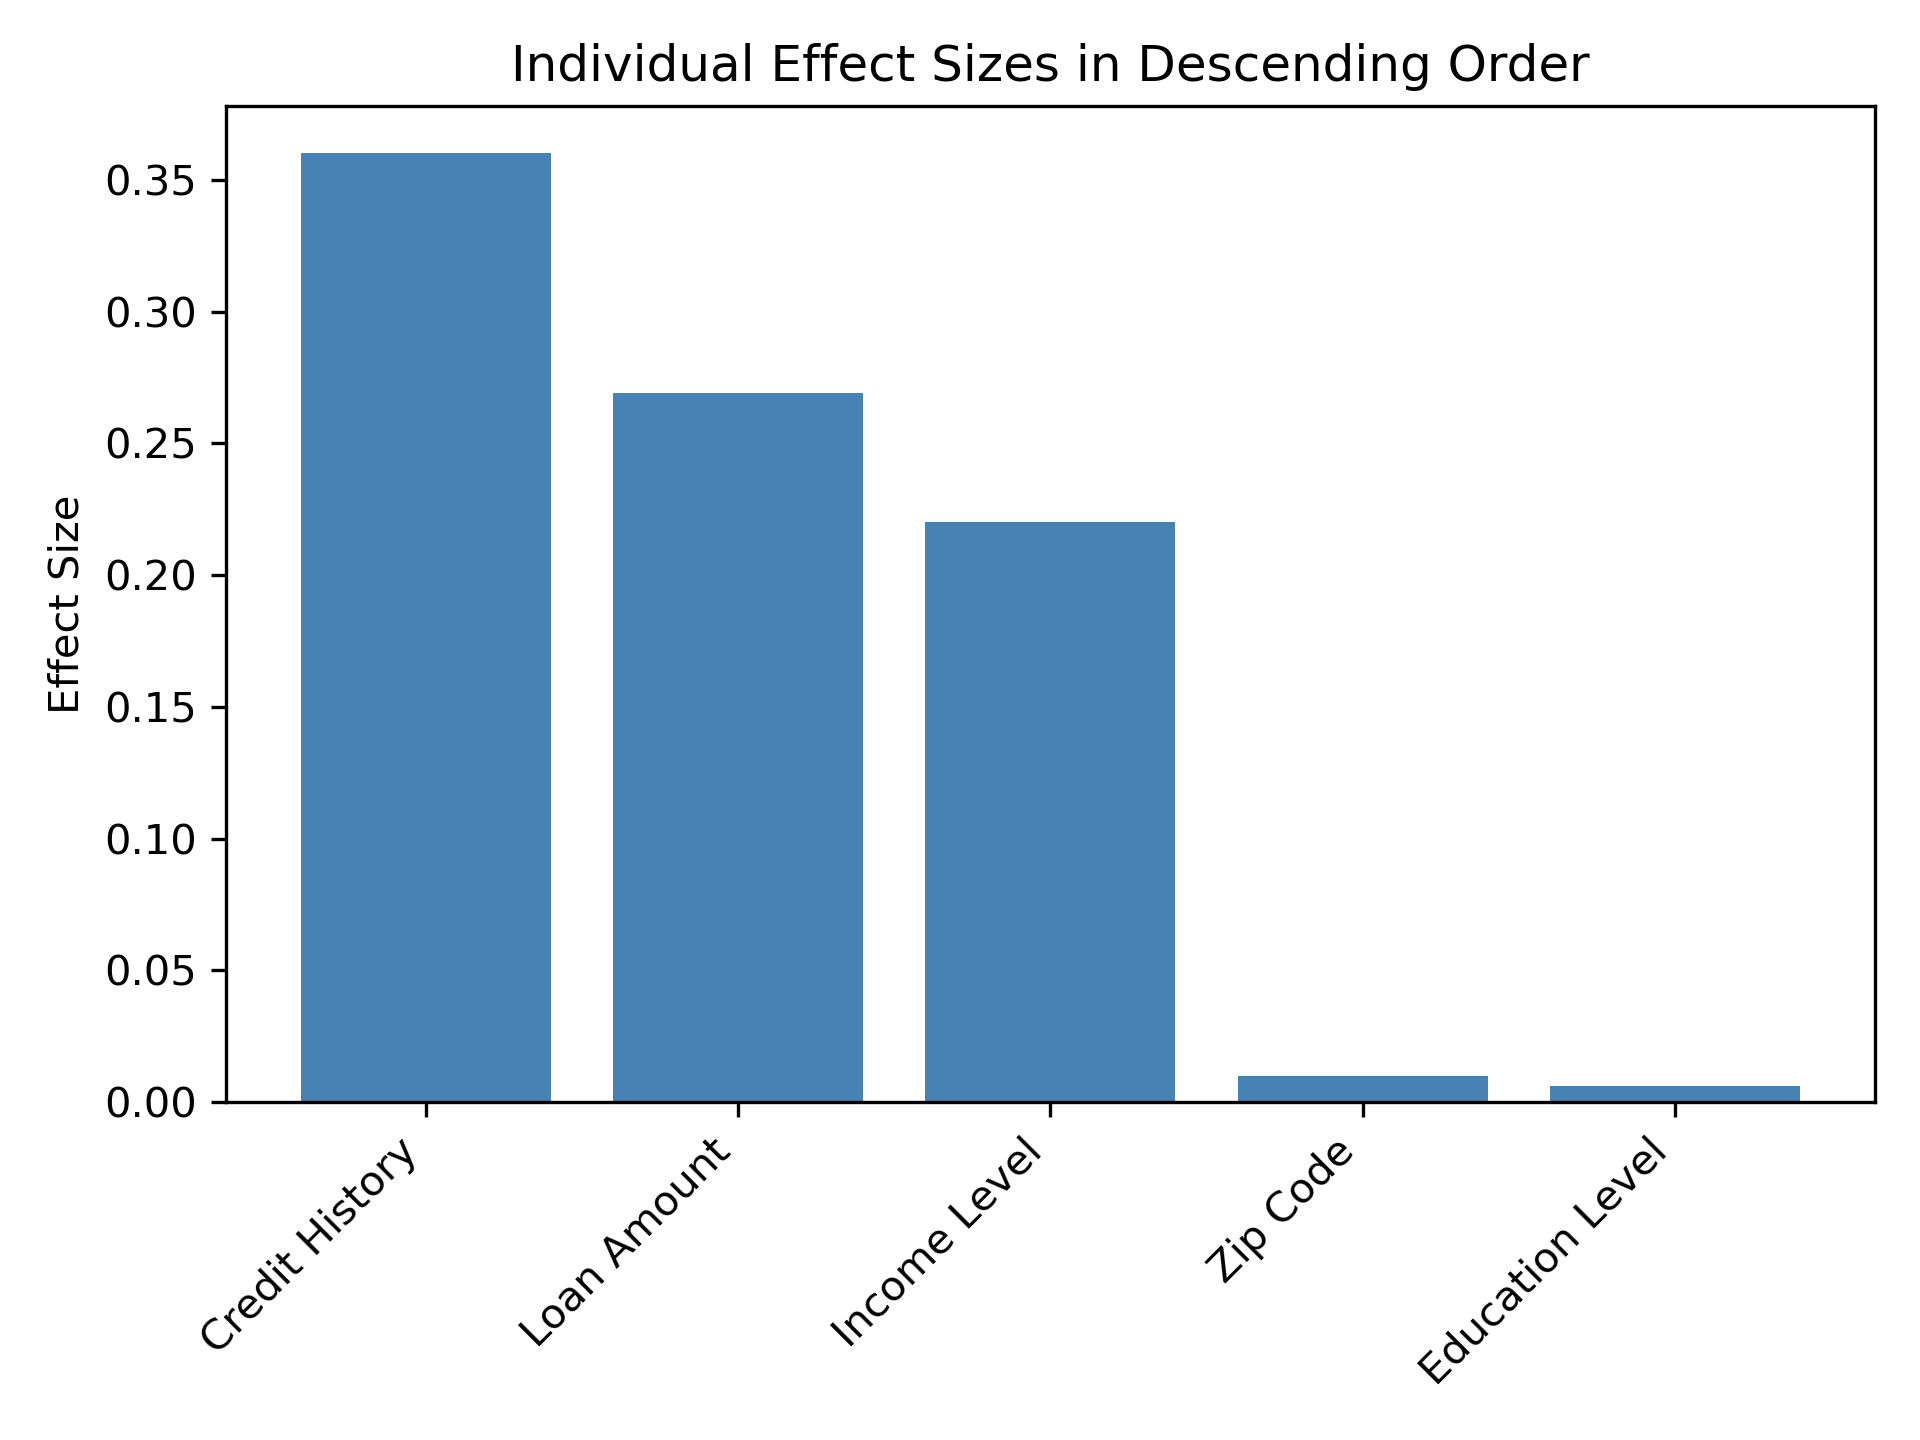 Individual Effect Sizes in Descending Order
Effect Size
0.35
0.30
0.25
0.20
0.15
0.10
0.05
0.00
Credit History
Loan Amount
Income Level
Zip Code
Education Level